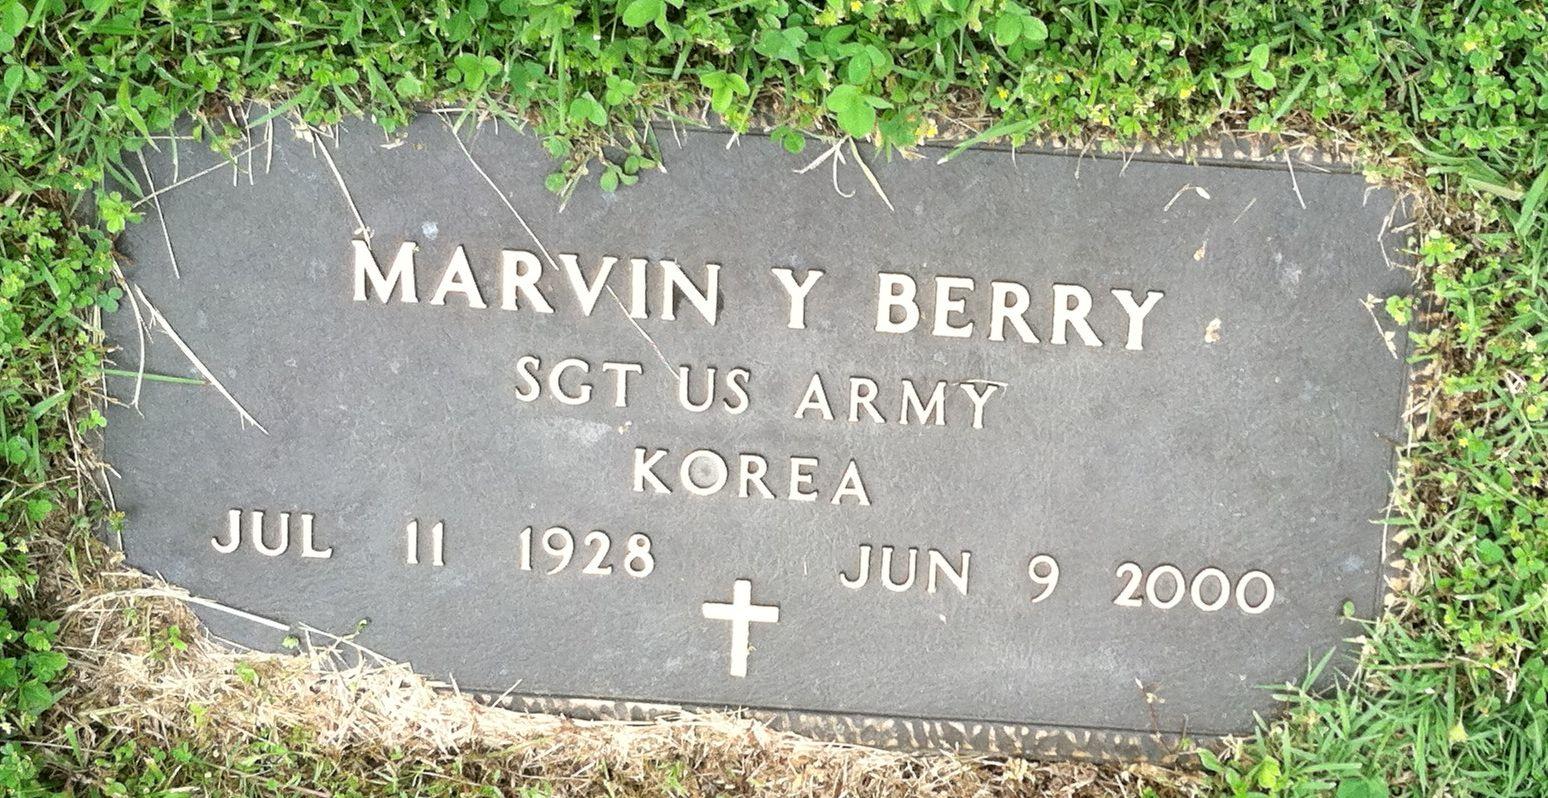 MARVIN Y BERRY
SGT US ARMY
KOREA
JUL 11 1928 JUN 9 2000